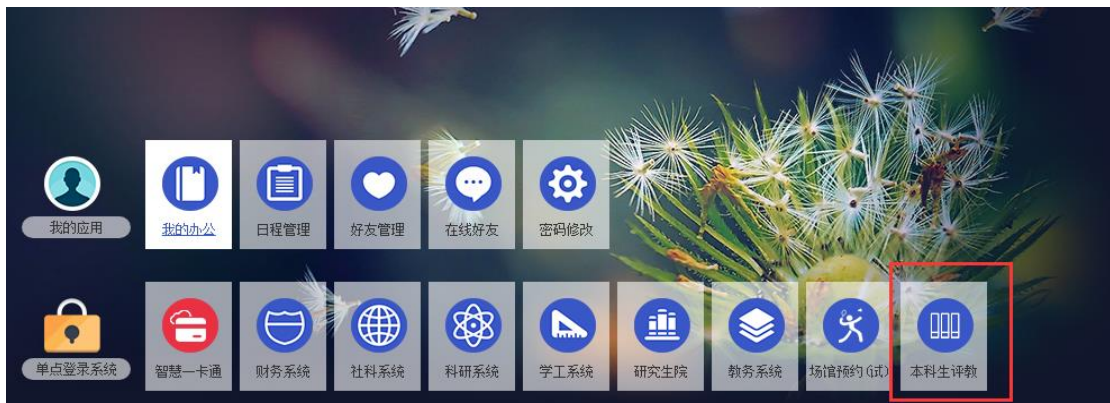 我的应用
我的办公
日程管理
好友管理
在线好友
密码修改
单点登录系统
智慧一卡通
财务系统
社科系统
科研系统
学工系统
研究生院
教务系统
场馆预约(试)
本科生评教